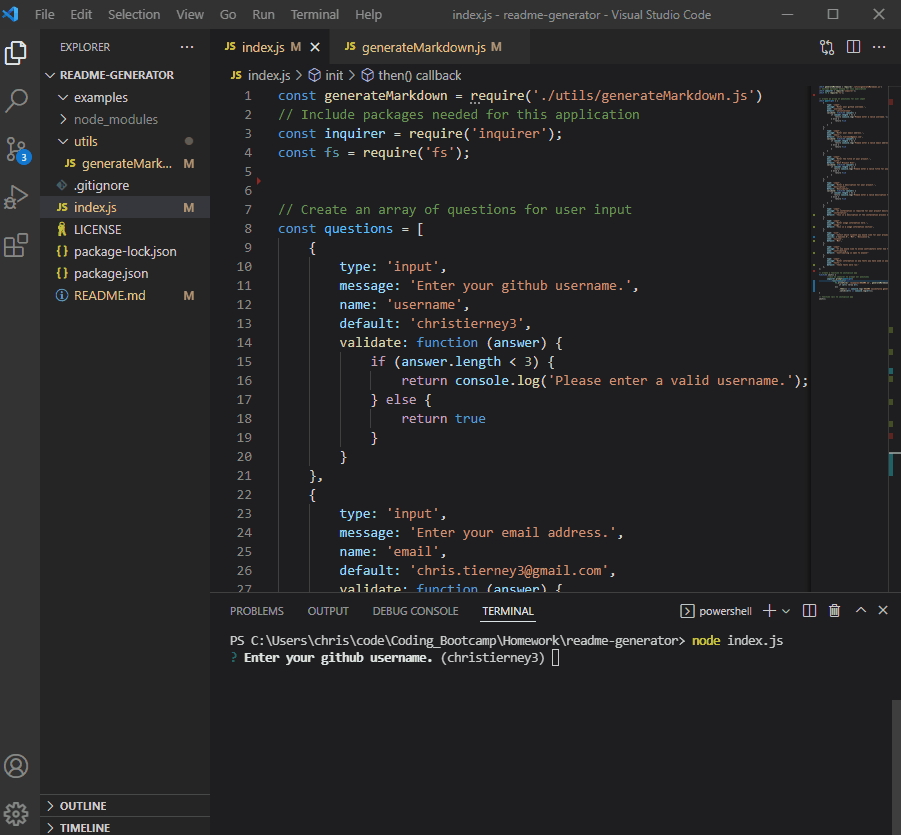 File Edit Selection View Go Run Terminal Help index.js - readme-generator - Visual Studio Code
EXPLORER
README-GENERATOR
examples
node_modules
utils
JS generateMark... M
.gitignore
JS index.js M
LICENSE
{} package-lock.json
{} package.json
README.md M
3
OUTLINE
TIMELINE
JS index.js M JS generateMarkdown.js M
JS index.js > init > then() callback
1 const generateMarkdown = require('./utils/generateMarkdown.js')
2 // Include packages needed for this application
3 const inquirer = require('inquirer');
4 const fs = require('fs');
5
6
7 // Create an array of questions for user input
8 const questions = [
9 {
10 type: 'input',
11 message: 'Enter your github username.',
12 name: 'username',
13 default: 'christierney3',
14 validate: function (answer) {
15 if (answer.length < 3) {
16 return console.log('Please enter a valid username.');
17 } else {
18 return true
19 }
20 }
21 },
22 {
23 type: 'input',
24 message: 'Enter your email address.',
25 name: 'email',
26 default: 'chris.tierney3@gmail.com',
27 validate: function (answer) {
PROBLEMS OUTPUT DEBUG CONSOLE TERMINAL powershell
PS C:\Users\chris\code\Coding_Bootcamp\Homework\readme-generator> node index.js
? Enter your github username. (christierney3)